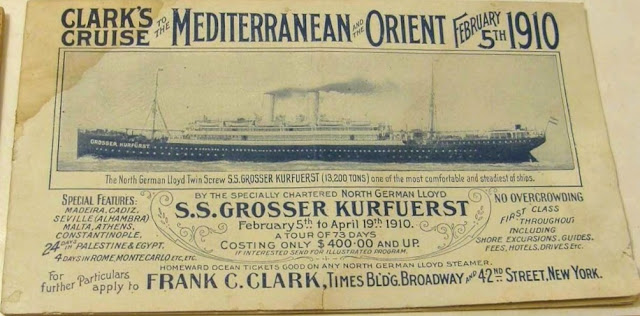 CLARK'S CRUISE TO THE MEDITERRANEAN AND THE ORIENT FEBRUARY 5TH 1910
GROSSER KURFÜRST
The North German Lloyd Twin Screw S.S. GROSSER KURFUERST (13,200 TONS) one of the most comfortable and steadiest of ships.
SPECIAL FEATURES:
MADEIRA, CADIZ,
SEVILLE (ALHAMBRA)
MALTA, ATHENS,
CONSTANTINOPLE.
24 DAYS IN PALESTINE & EGYPT.
4 DAYS IN ROME, MONTE CARLO ETC, ETC.
BY THE SPECIALLY CHARTERED NORTH GERMAN LLOYD
S.S. GROSSER KURFUERST
February 5th to April 19th 1910.
A TOUR OF 73 DAYS
COSTING ONLY $400.00 AND UP.
IF INTERESTED SEND FOR ILLUSTRATED PROGRAM.
NO OVERCROWDING
FIRST CLASS
THROUGHOUT
INCLUDING
SHORE EXCURSIONS, GUIDES,
FEES, HOTELS, DRIVES, ETC.
HOMEWARD OCEAN TICKETS GOOD ON ANY NORTH GERMAN LLOYD STEAMER.
For further Particulars apply to FRANK C. CLARK, TIMES BLD'G. BROADWAY AND 42ND STREET, NEW YORK.